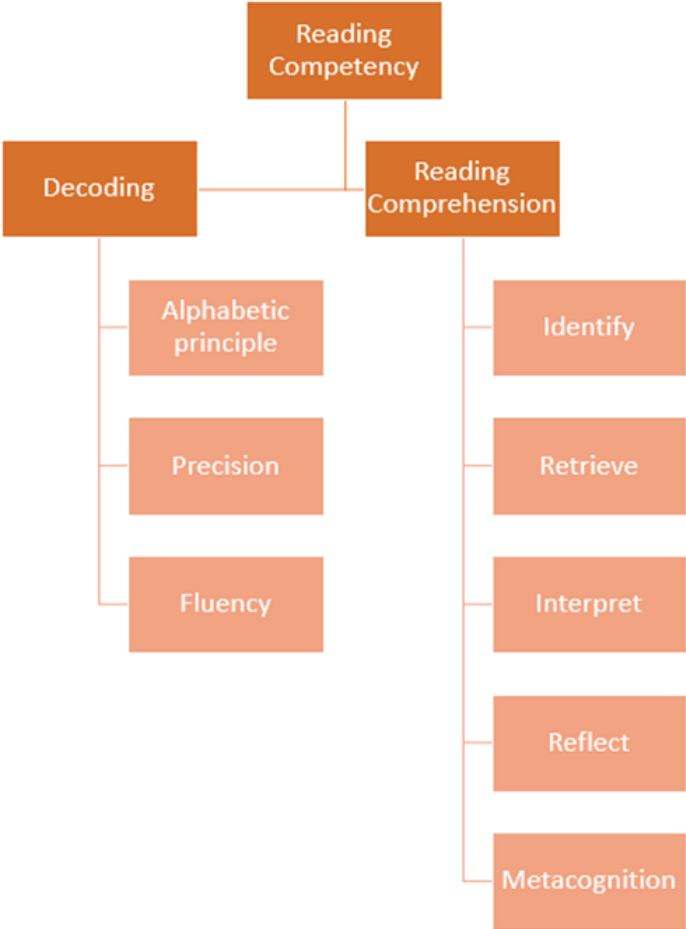 Reading
Competency
Decoding
Reading
Comprehension
Alphabetic
principle
Precision
Fluency
Identify
Retrieve
Interpret
Reflect
Metacognition